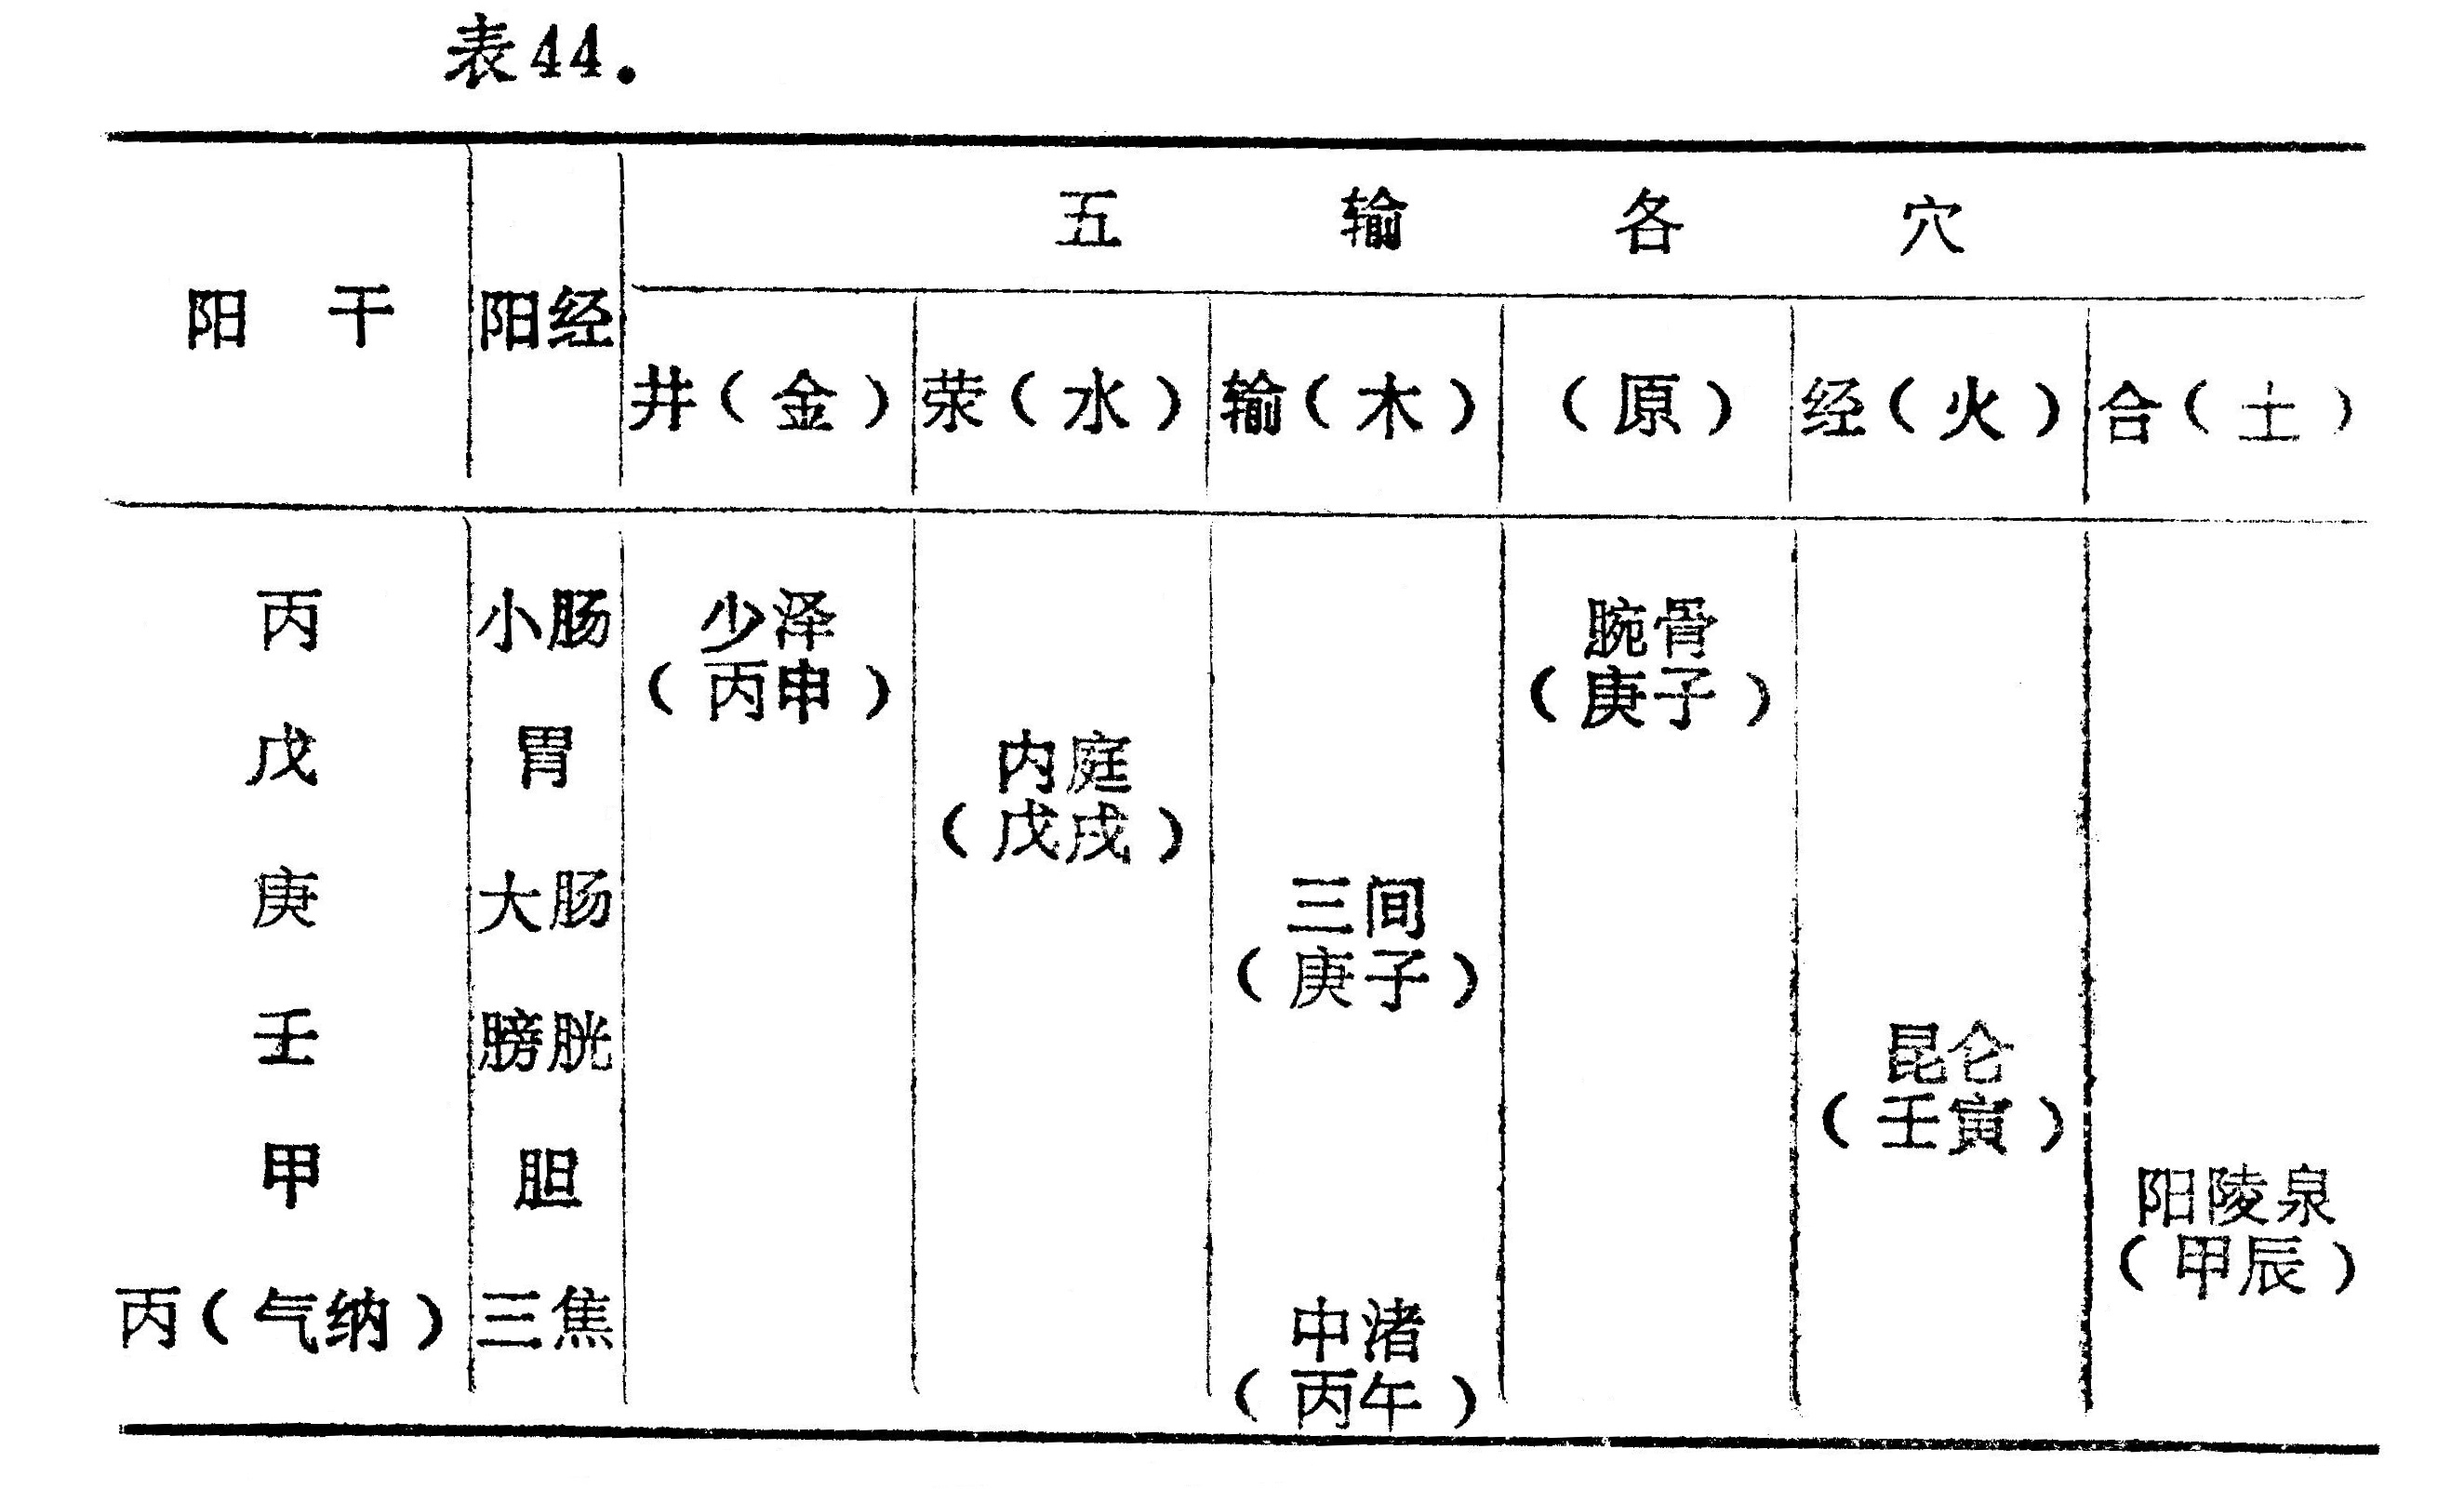 表44.
五 输 各 穴
阳 干 阳经
井(金) 荥(水) 输(木) (原) 经(火) 合(土)
丙 小肠 少泽 腕骨
(丙申) (庚子)
戊 胃 内庭
(戊戌)
庚 大肠 三间
(庚子)
壬 膀胱 昆仑
(壬寅)
甲 胆 阳陵泉
(甲辰)
丙(气纳) 三焦 中渚
(丙午)